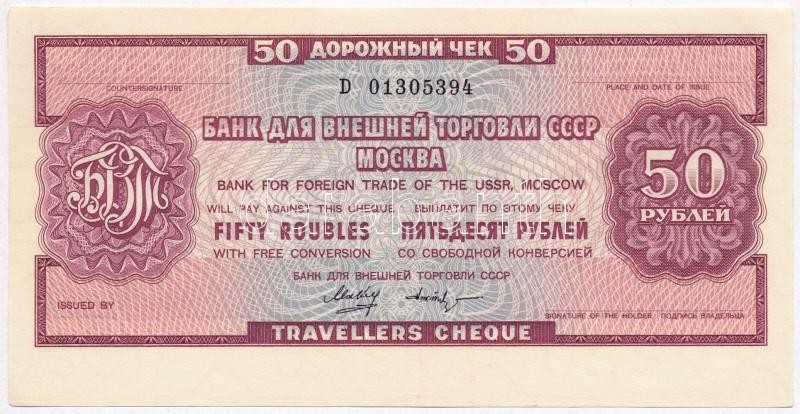 50 ДОРОЖНЫЙ ЧЕК 50
COUNTERSIGNATURE
D 01305394
PLACE AND DATE OF ISSUE
БАНК ДЛЯ ВНЕШНЕЙ ТОРГОВЛИ СССР
МОСКВА
BANK FOR FOREIGN TRADE OF THE USSR, MOSCOW
WILL PAY AGAINST THIS CHEQUE ВЫПЛАТИТ ПО ЭТОМУ ЧЕКУ
FIFTY ROUBLES ПЯТЬДЕСЯТ РУБЛЕЙ
WITH FREE CONVERSION СО СВОБОДНОЙ КОНВЕРСИЕЙ
БАНК ДЛЯ ВНЕШНЕЙ ТОРГОВЛИ СССР
БВТ
50
РУБЛЕЙ
ISSUED BY
SIGNATURE OF THE HOLDER ПОДПИСЬ ВЛАДЕЛЬЦА
TRAVELLERS CHEQUE